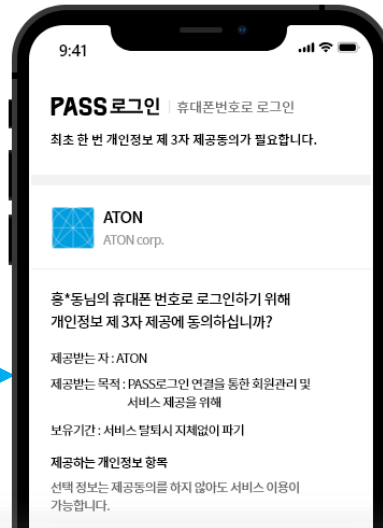 9:41
PASS 로그인 | 휴대폰번호로 로그인
최초 한 번 개인정보 제 3자 제공동의가 필요합니다.
ATON
ATON corp.
홍*동님의 휴대폰 번호로 로그인하기 위해
개인정보 제 3자 제공에 동의하십니까?
제공받는 자 : ATON
제공받는 목적 : PASS로그인 연결을 통한 회원관리 및
서비스 제공을 위해
보유기간 : 서비스 탈퇴시 지체없이 파기
제공하는 개인정보 항목
선택 정보는 제공동의를 하지 않아도 서비스 이용이
가능합니다.